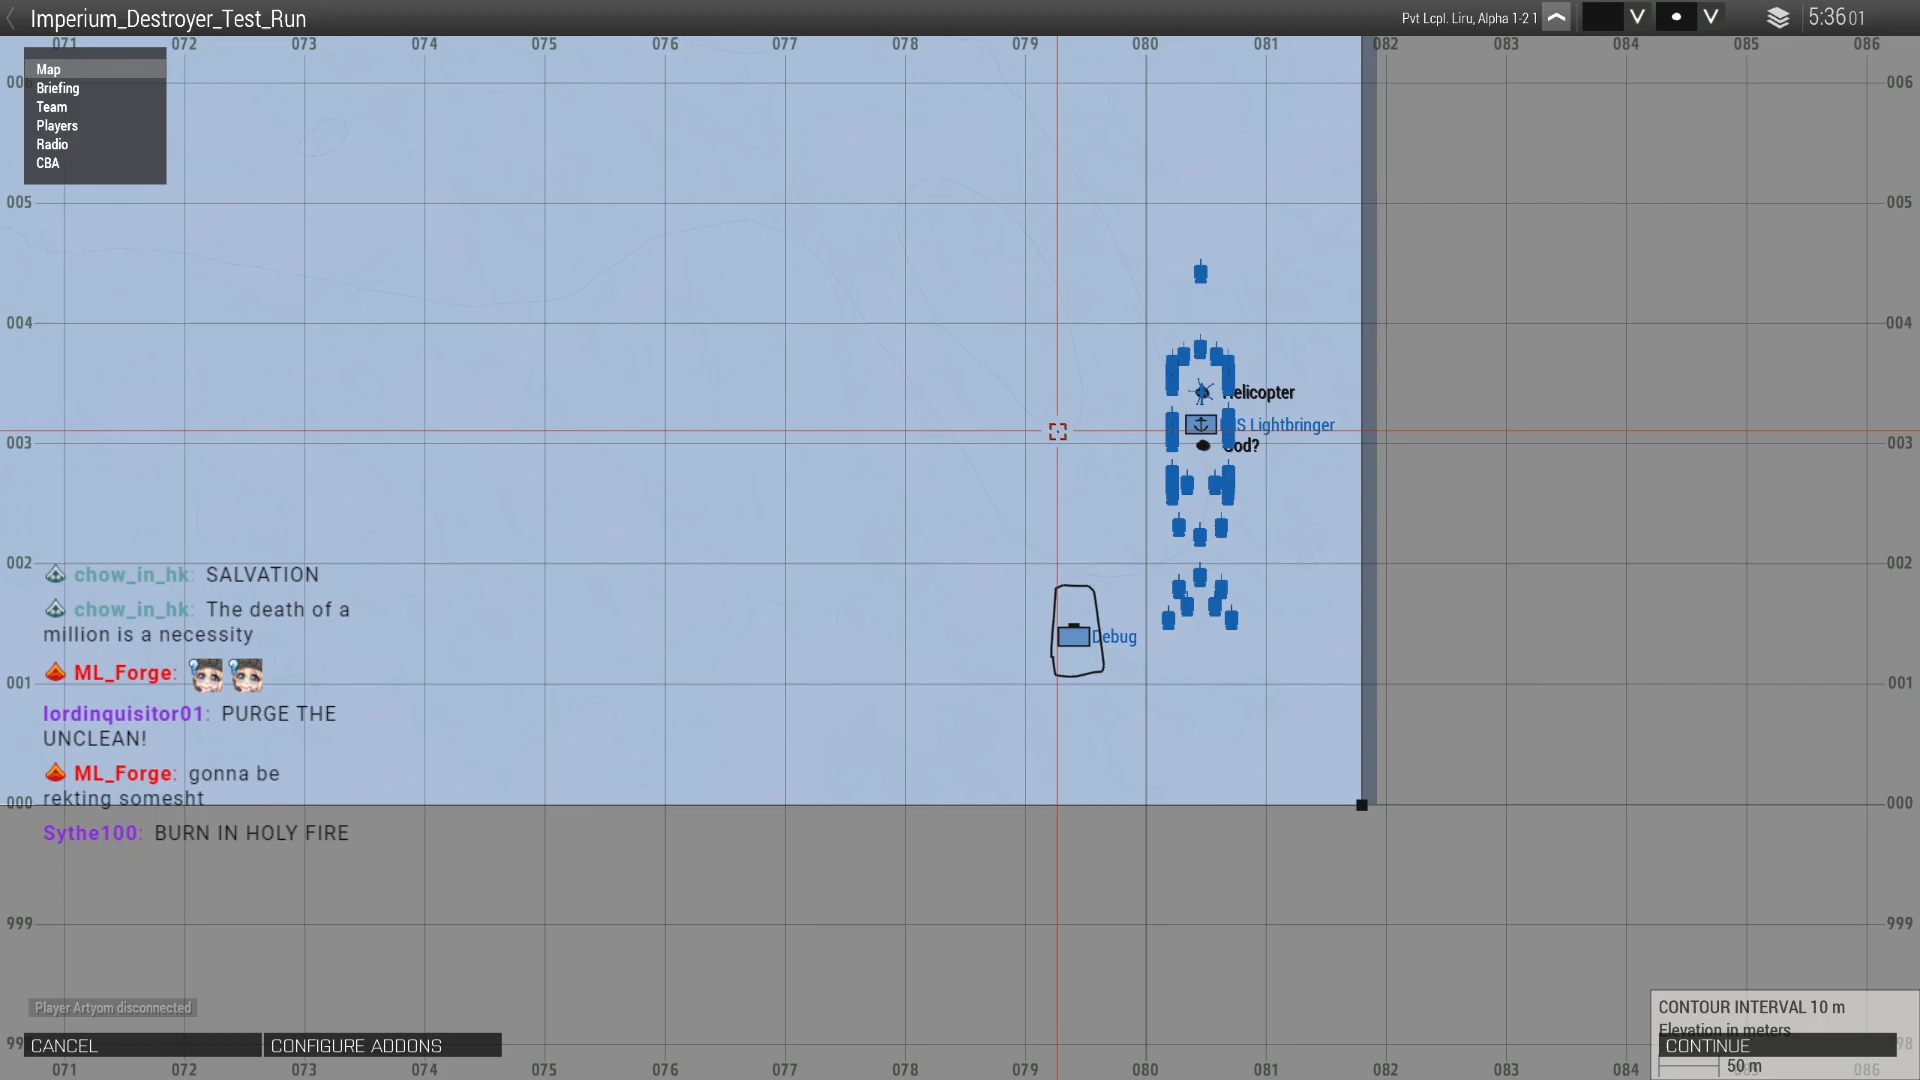 Imperium_Destroyer_Test_Run
Pvt Lcpl. Liru, Alpha 1-2 1
5:36 01
071 072 073 074 075 076 077 078 079 080 081 082 083 084 085 086
Map
Briefing
Team
Players
Radio
CBA
006 006
005 005
004 004
Helicopter
Lightbringer
003 003
God?
002 002
chow_in_hk: SALVATION
chow_in_hk: The death of a
million is a necessity
Debug
ML_Forge:
001 001
lordinquisitor01: PURGE THE
UNCLEAN!
ML_Forge: gonna be
rekting somesht
000 000
Sythe100: BURN IN HOLY FIRE
999 999
Player Artyom disconnected
CONTOUR INTERVAL 10 m
Elevation in meters
CANCEL
CONFIGURE ADDONS
CONTINUE
50 m
071 072 073 074 075 076 077 078 079 080 081 082 083 084 086